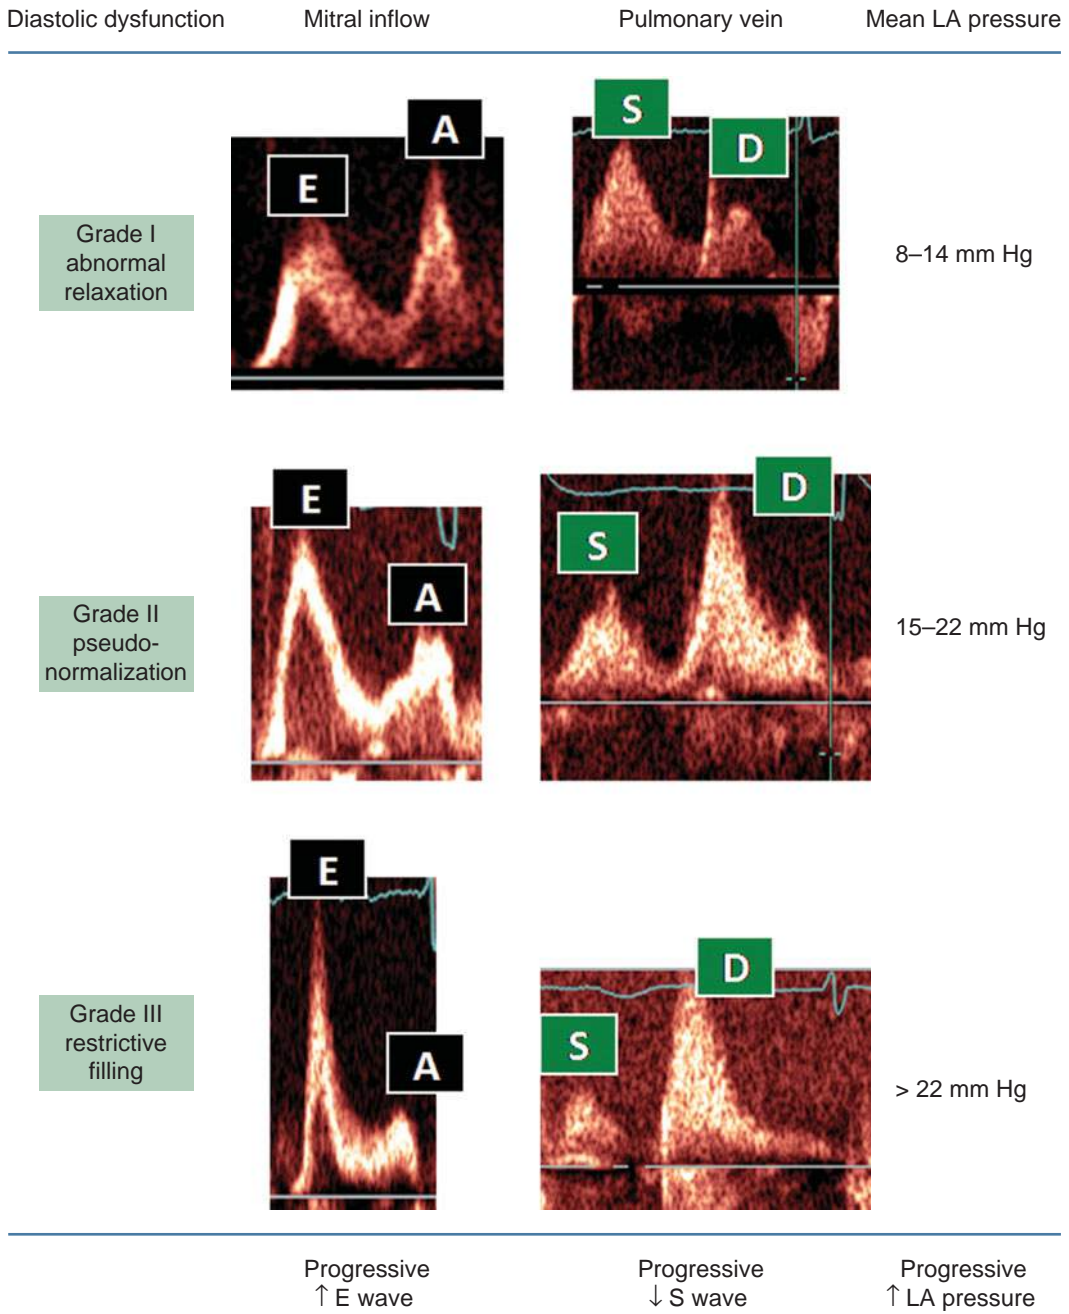 Diastolic dysfunction Mitral inflow Pulmonary vein Mean LA pressure
A
E
S
D
Grade I
abnormal
relaxation
8–14 mm Hg
E
A
S
D
Grade II
pseudo-
normalization
15–22 mm Hg
E
A
S
D
Grade III
restrictive
filling
> 22 mm Hg
Progressive
↑ E wave
Progressive
↓ S wave
Progressive
↑ LA pressure